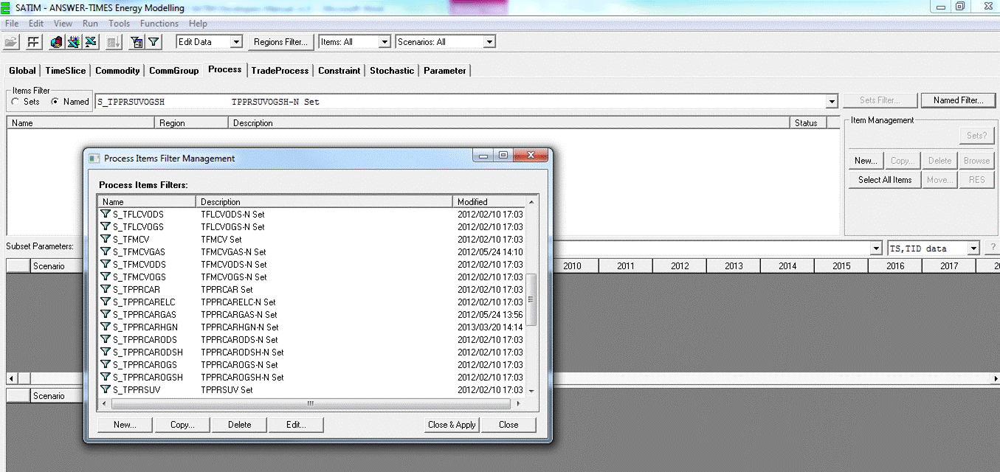 SATIM - ANSWER-TIMES Energy Modelling
File Edit View Run Tools Functions Help
Edit Data Regions Filter... Items: All Scenarios: All
Global TimeSlice Commodity CommGroup Process TradeProcess Constraint Stochastic Parameter
Items Filter
Sets Named S_TPPRSUVOGSH TPPRSUVOGSH-N Set Sets Filter... Named Filter...
Name Region Description Status
Item Management
Sets?
New... Copy... Delete Browse
Select All Items Move... RES
Process Items Filter Management
Process Items Filters:
Name Description Modified
S_TFLCVODS TFLCVODS-N Set 2012/02/10 17:03
S_TFLCVOGS TFLCVOGS-N Set 2012/02/10 17:03
S_TFMCV TFMCV Set 2012/02/10 17:03
S_TFMCVGAS TFMCVGAS-N Set 2012/05/24 14:10
S_TFMCVODS TFMCVODS-N Set 2012/02/10 17:03
S_TFMCVOGS TFMCVOGS-N Set 2012/02/10 17:03
S_TPPRCAR TPPRCAR Set 2012/02/10 17:03
S_TPPRCARELC TPPRCARELC-N Set 2012/02/10 17:03
S_TPPRCARGAS TPPRCARGAS-N Set 2012/05/24 13:56
S_TPPRCARHGN TPPRCARHGN-N Set 2013/03/20 14:14
S_TPPRCARODS TPPRCARODS-N Set 2012/02/10 17:03
S_TPPRCARODSH TPPRCARODSH-N Set 2012/02/10 17:03
S_TPPRCAROGS TPPRCAROGS-N Set 2012/02/10 17:03
S_TPPRCAROGSH TPPRCAROGSH-N Set 2012/02/10 17:03
S_TPPRSUV TPPRSUV Set 2012/02/10 17:03
New... Copy... Delete Edit... Close & Apply Close
Subset Parameters: TS,TID data ?
Scenario 2010 2011 2012 2013 2014 2015 2016 2017
Scenario